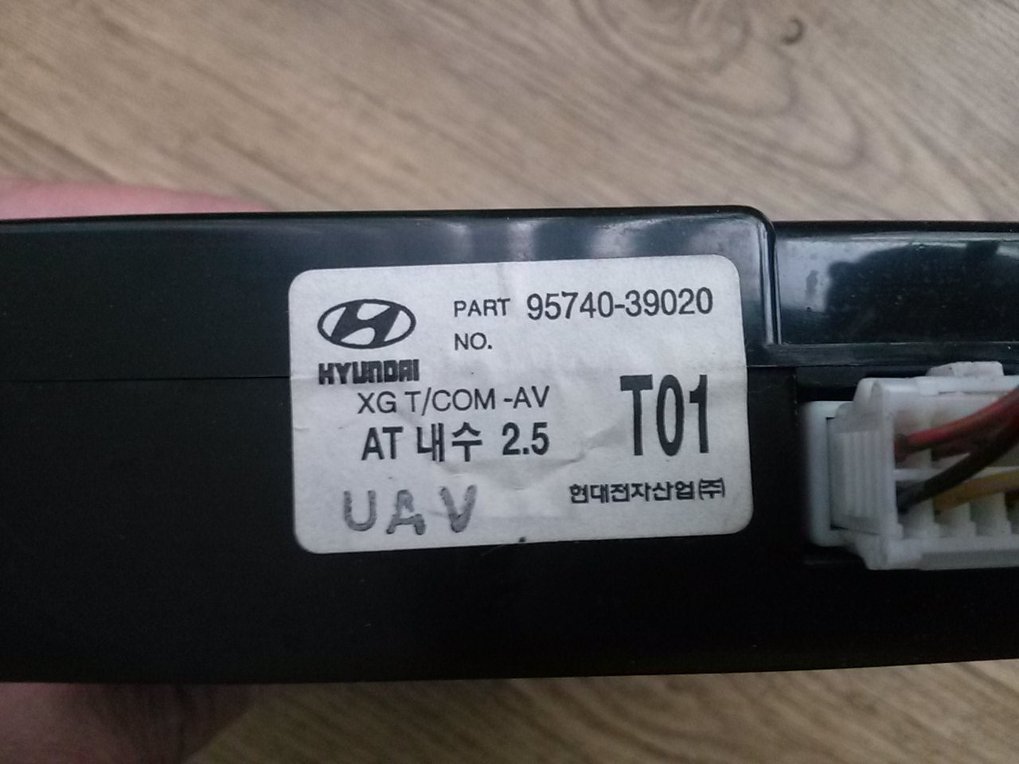 PART 95740-39020
NO.
HYUNDAI
XG T/COM -AV
AT 내수 2.5
T01
UAV
현대전자산업(주)